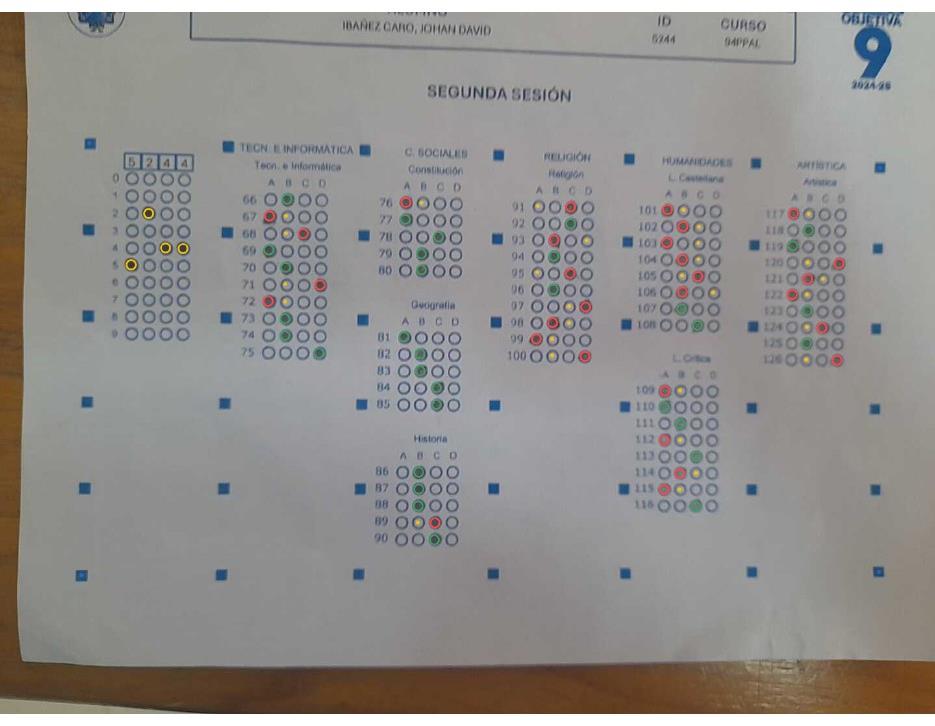 IBAÑEZ CARO, JOHAN DAVID
ID
5244
CURSO
94PPAL
OBJETIVA
9
2024-25
SEGUNDA SESIÓN
5 2 4 4
0
1
2
3
4
5
6
7
8
9
TECN. E INFORMÁTICA
Tecn. e Informática
A B C D
66
67
68
69
70
71
72
73
74
75
C. SOCIALES
Constitución
A B C D
76
77
78
79
80
Geografía
A B C D
81
82
83
84
85
Historia
A B C D
86
87
88
89
90
RELIGIÓN
Religión
A B C D
91
92
93
94
95
96
97
98
99
100
HUMANIDADES
L. Castellana
A B C D
101
102
103
104
105
106
107
108
L. Crítica
A B C D
109
110
111
112
113
114
115
116
ARTÍSTICA
Artística
A B C D
117
118
119
120
121
122
123
124
125
126